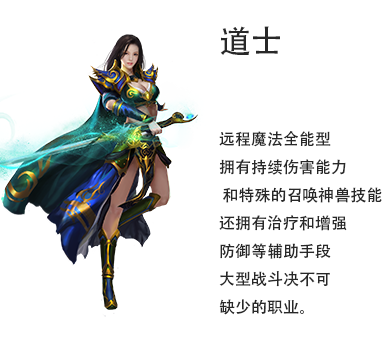 道士
远程魔法全能型
拥有持续伤害能力
和特殊的召唤神兽技能
还拥有治疗和增强
防御等辅助手段
大型战斗决不可
缺少的职业。